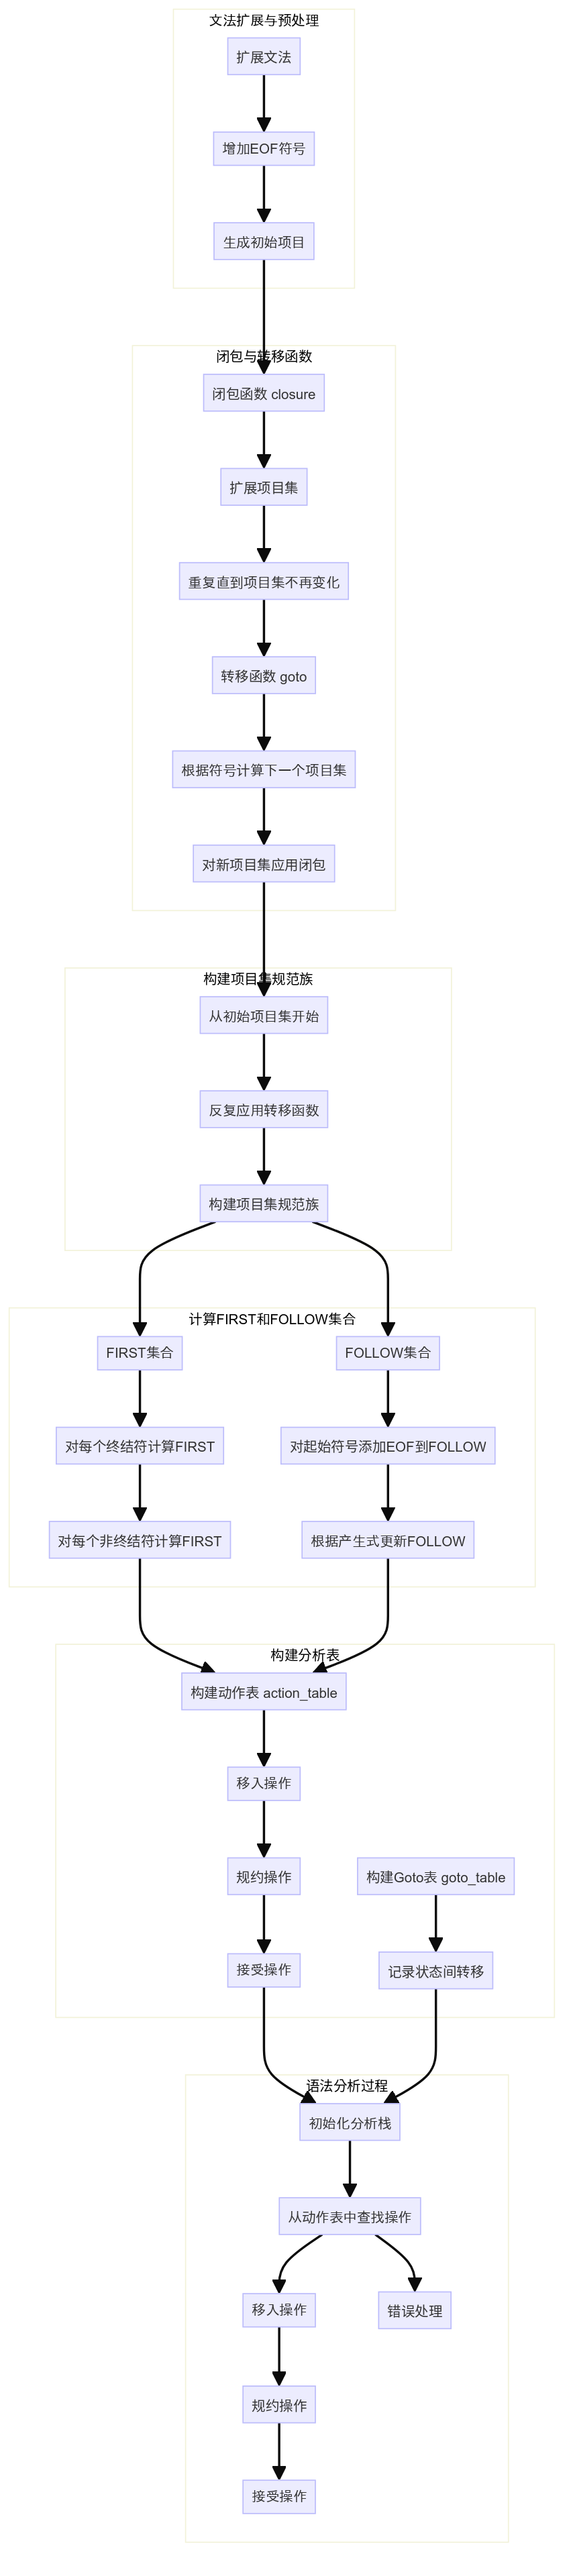 文法扩展与预处理
扩展文法
增加EOF符号
生成初始项目
闭包与转移函数
闭包函数 closure
扩展项目集
重复直到项目集不再变化
转移函数 goto
根据符号计算下一个项目集
对新项目集应用闭包
构建项目集规范族
从初始项目集开始
反复应用转移函数
构建项目集规范族
计算FIRST和FOLLOW集合
FIRST集合
FOLLOW集合
对每个终结符计算FIRST
对起始符号添加EOF到FOLLOW
对每个非终结符计算FIRST
根据产生式更新FOLLOW
构建分析表
构建动作表 action_table
移入操作
规约操作
构建Goto表 goto_table
接受操作
记录状态间转移
语法分析过程
初始化分析栈
从动作表中查找操作
移入操作
错误处理
规约操作
接受操作